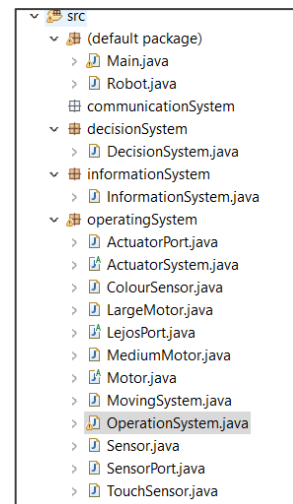 src
(default package)
Main.java
Robot.java
communicationSystem
decisionSystem
DecisionSystem.java
informationSystem
InformationSystem.java
operatingSystem
ActuatorPort.java
ActuatorSystem.java
ColourSensor.java
LargeMotor.java
LejosPort.java
MediumMotor.java
Motor.java
MovingSystem.java
OperationSystem.java
Sensor.java
SensorPort.java
TouchSensor.java